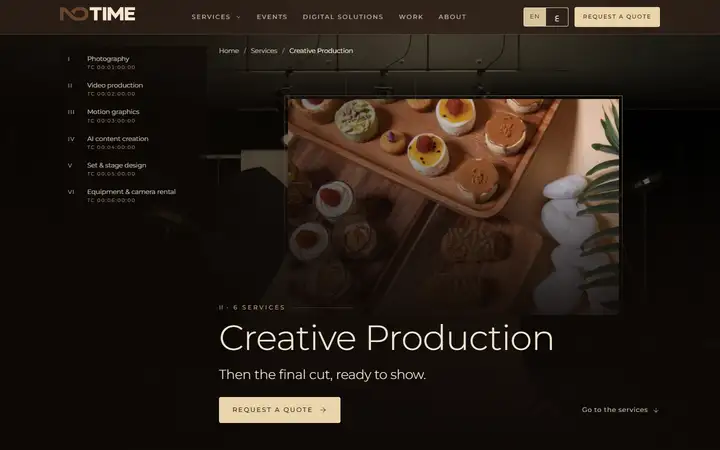 NOTIME
SERVICES
EVENTS
DIGITAL SOLUTIONS
WORK
ABOUT
EN
ع
REQUEST A QUOTE
Home / Services / Creative Production
I Photography
TC 00:01:00:00
II Video production
TC 00:02:00:00
III Motion graphics
TC 00:03:00:00
IV AI content creation
TC 00:04:00:00
V Set & stage design
TC 00:05:00:00
VI Equipment & camera rental
TC 00:06:00:00
II · 6 SERVICES
Creative Production
Then the final cut, ready to show.
REQUEST A QUOTE →
Go to the services ↓